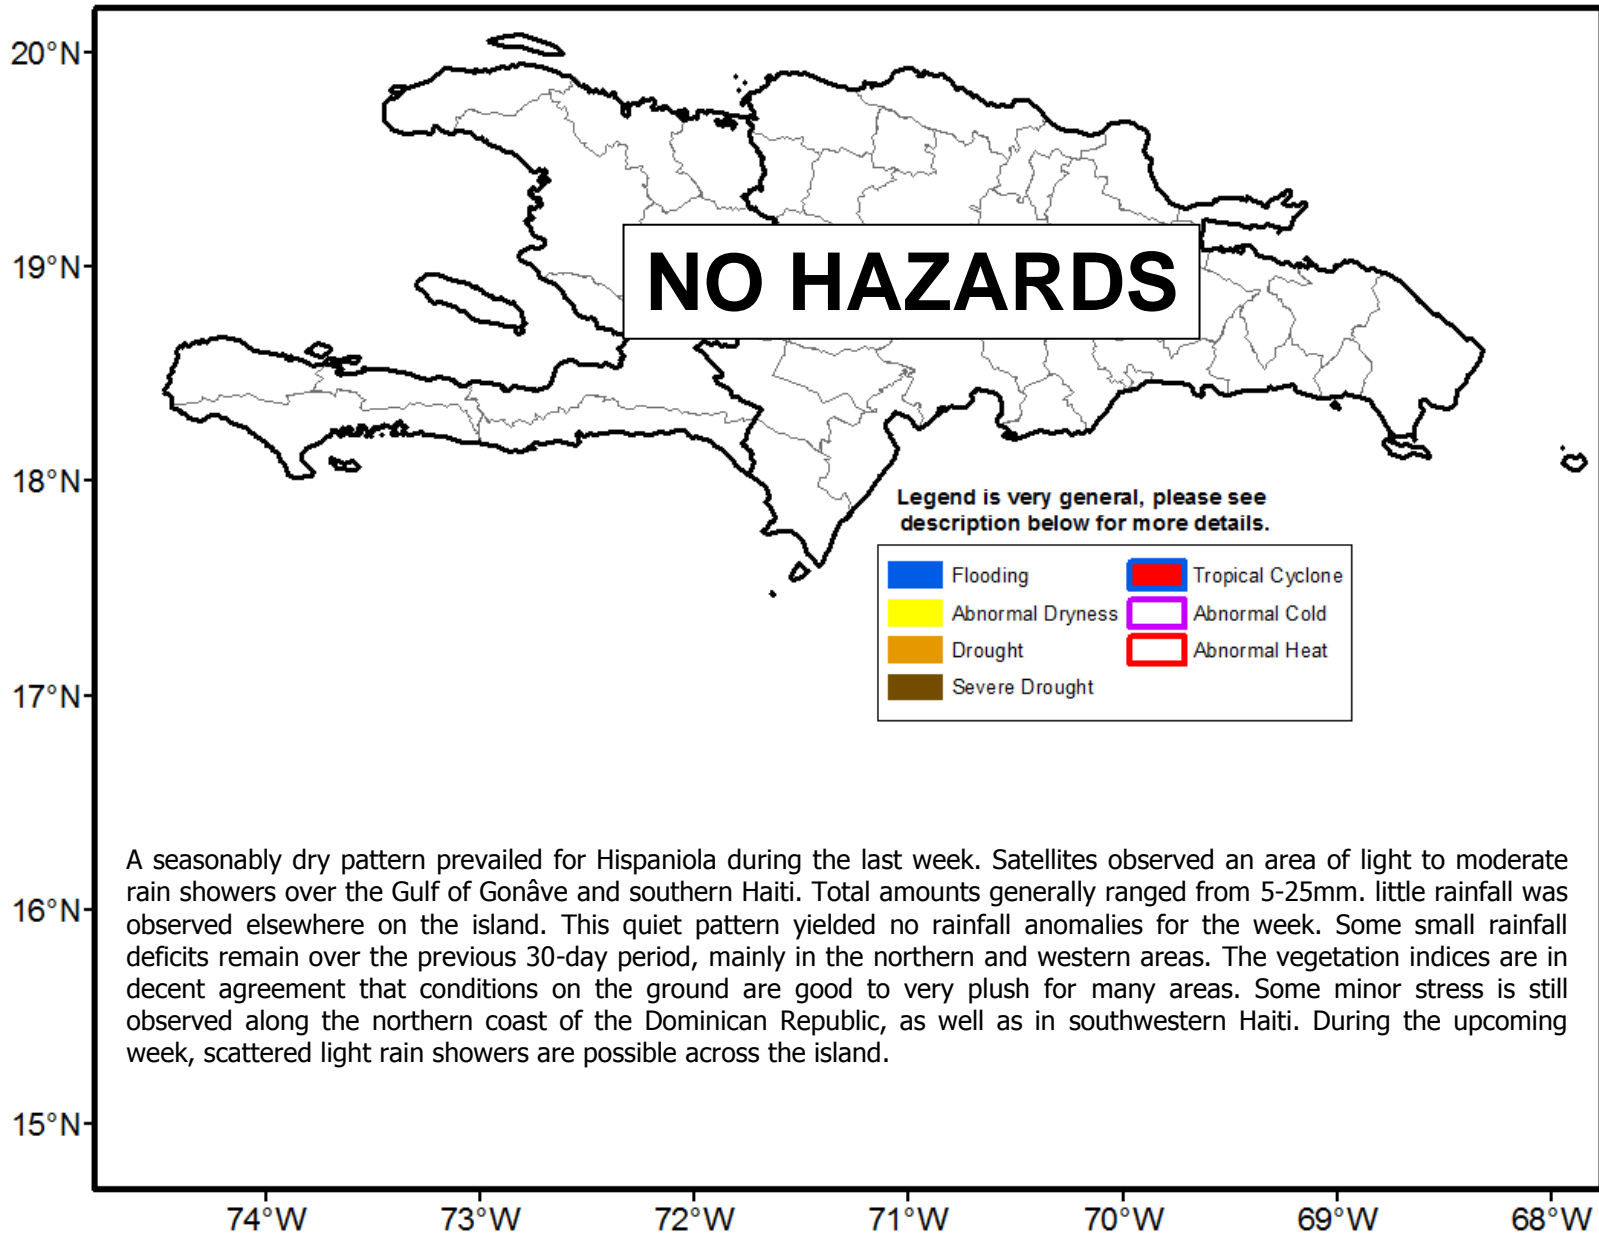 20°N
19°N
18°N
17°N
16°N
15°N
NO HAZARDS
Legend is very general, please see
description below for more details.
Flooding
Tropical Cyclone
Abnormal Dryness
Abnormal Cold
Drought
Abnormal Heat
Severe Drought
A seasonably dry pattern prevailed for Hispaniola during the last week. Satellites observed an area of light to moderate
rain showers over the Gulf of Gonâve and southern Haiti. Total amounts generally ranged from 5-25mm. little rainfall was
observed elsewhere on the island. This quiet pattern yielded no rainfall anomalies for the week. Some small rainfall
deficits remain over the previous 30-day period, mainly in the northern and western areas. The vegetation indices are in
decent agreement that conditions on the ground are good to very plush for many areas. Some minor stress is still
observed along the northern coast of the Dominican Republic, as well as in southwestern Haiti. During the upcoming
week, scattered light rain showers are possible across the island.
74°W 73°W 72°W 71°W 70°W 69°W 68°W